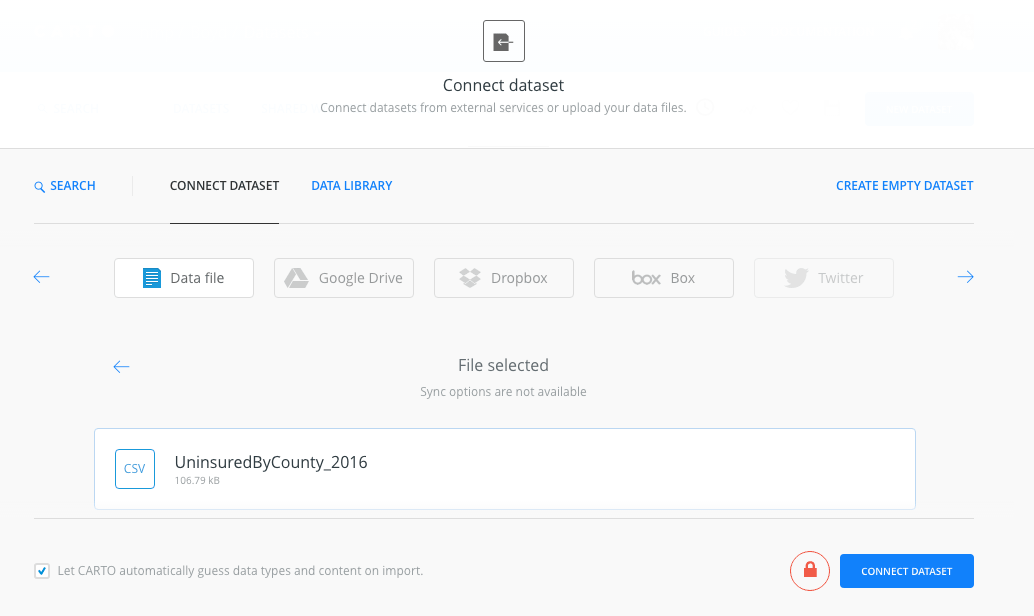 Connect dataset
Connect datasets from external services or upload your data files.
SEARCH
CONNECT DATASET
DATA LIBRARY
CREATE EMPTY DATASET
Data file
Google Drive
Dropbox
box Box
Twitter
File selected
Sync options are not available
CSV
UninsuredByCounty_2016
106.79 kB
Let CARTO automatically guess data types and content on import.
CONNECT DATASET